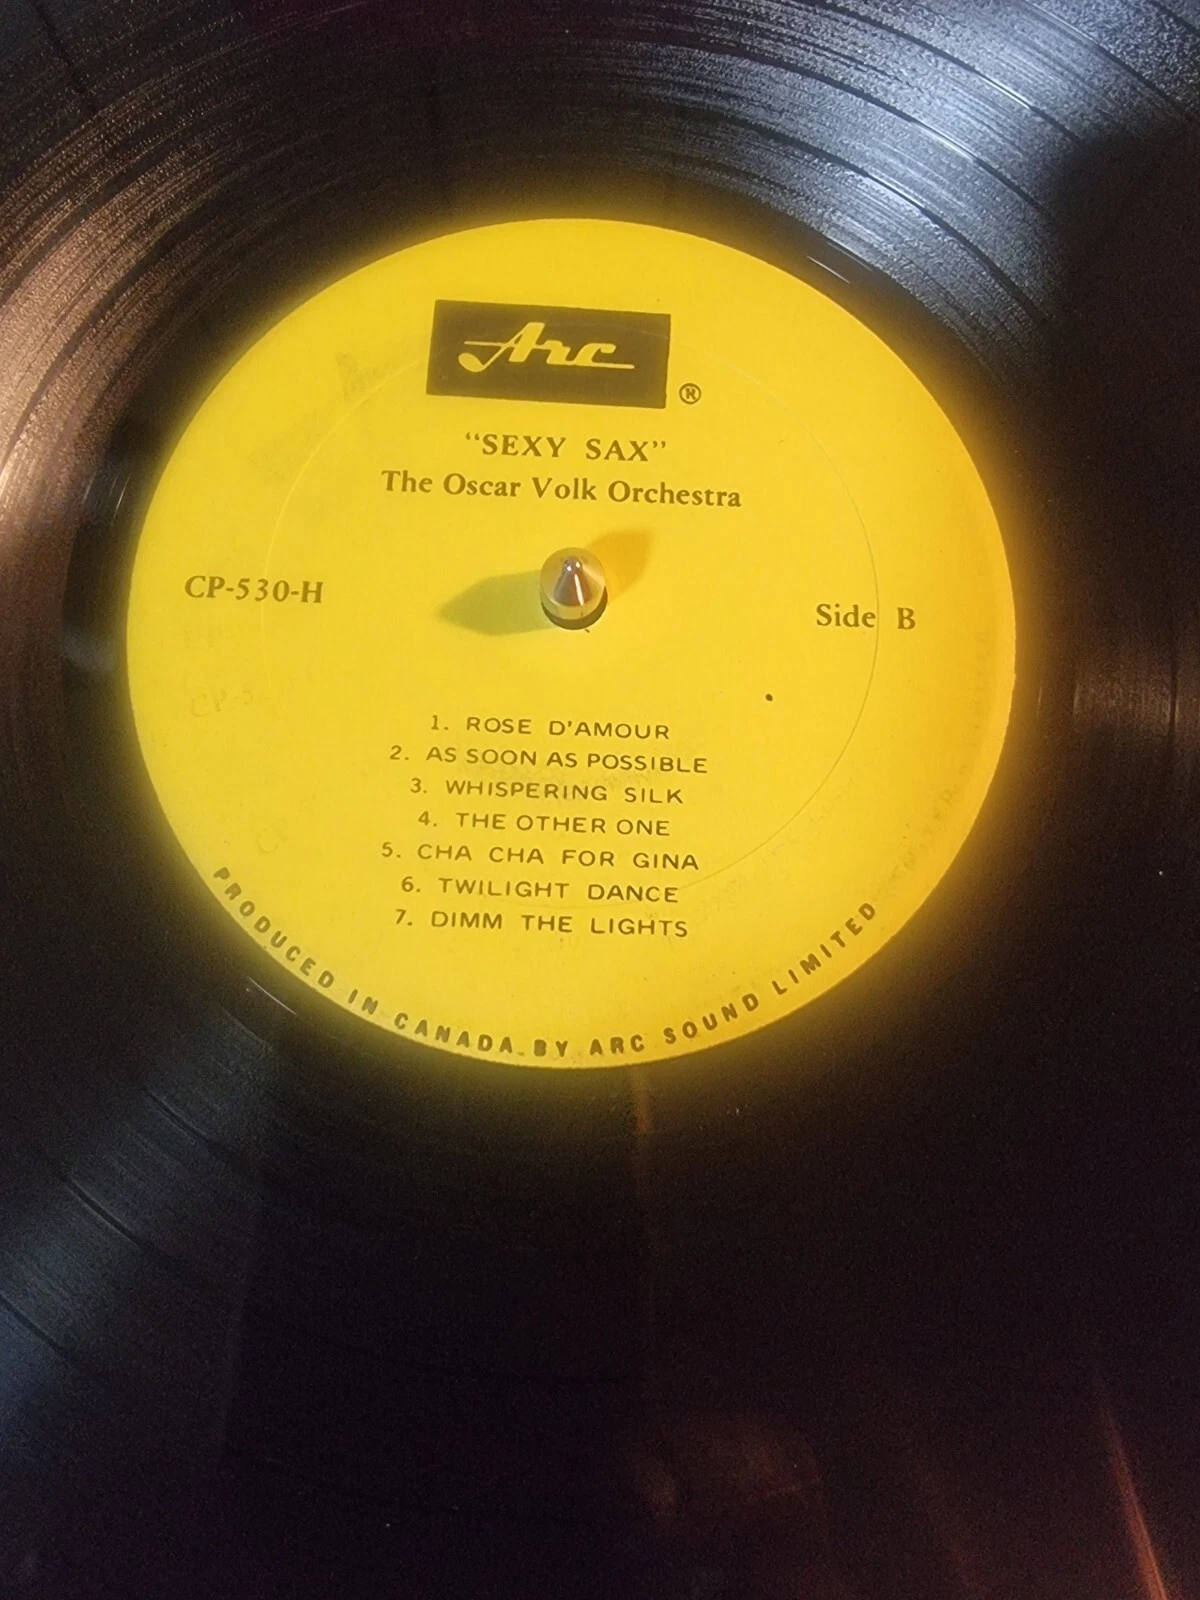 Arc ®
"SEXY SAX"
The Oscar Volk Orchestra
CP-530-H
Side B
1. ROSE D'AMOUR
2. AS SOON AS POSSIBLE
3. WHISPERING SILK
4. THE OTHER ONE
5. CHA CHA FOR GINA
6. TWILIGHT DANCE
7. DIMM THE LIGHTS
PRODUCED IN CANADA BY ARC SOUND LIMITED